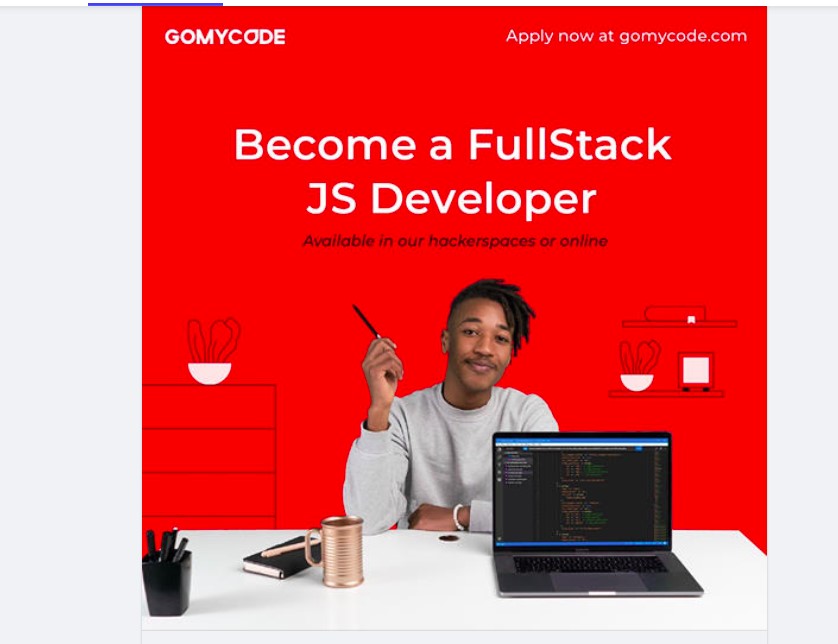 GOMYCODE
Apply now at gomycode.com
Become a FullStack
JS Developer
Available in our hackerspaces or online